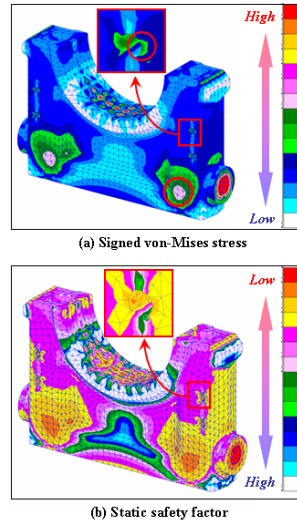 High
Low
(a) Signed von-Mises stress
Low
High
(b) Static safety factor